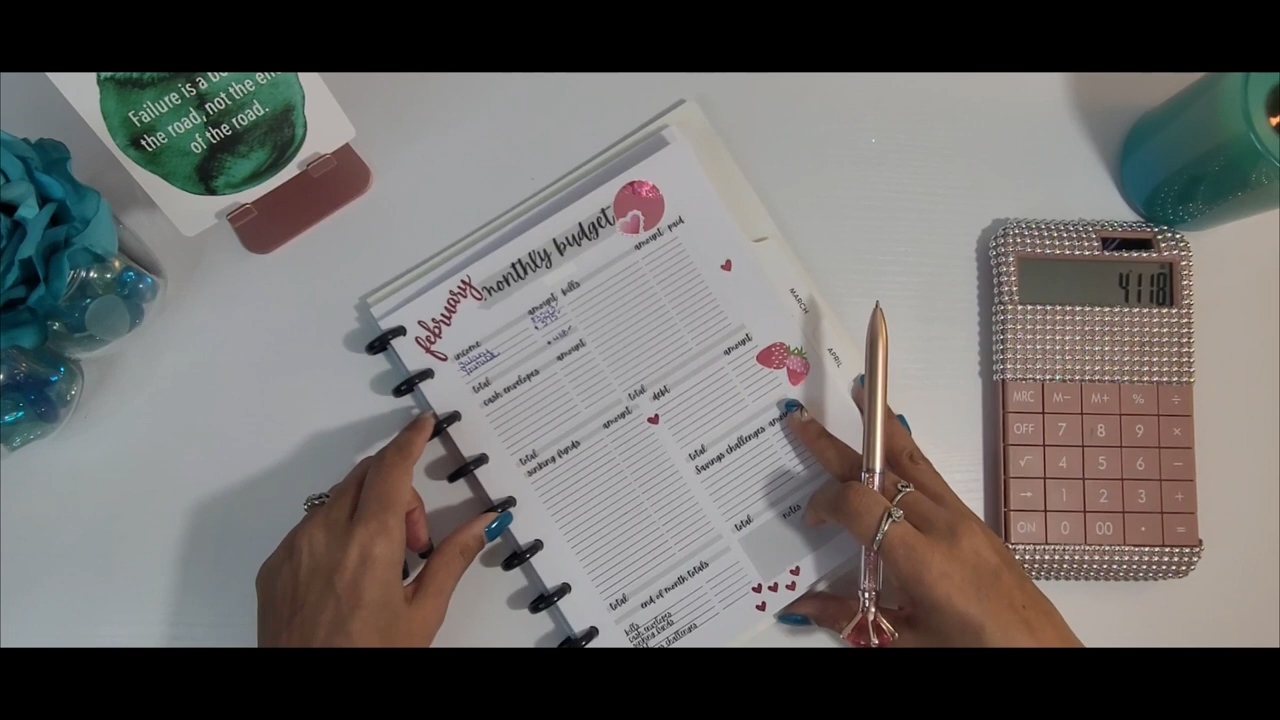 Failure is a
the road, not the en
of the road.
february
monthly budget
income
amount
bills
amount
paid
total
cash envelopes
amount
total
debt
amount
total
sinking funds
amount
total
Savings challenges
total
notes
total
end of month totals
bills
cash envelopes
sinking funds
challenges
MARCH
APRIL
4118
MRC M− M+ % ÷
OFF 7 8 9 ×
√ 4 5 6 −
→ 1 2 3 +
ON 0 00 · =